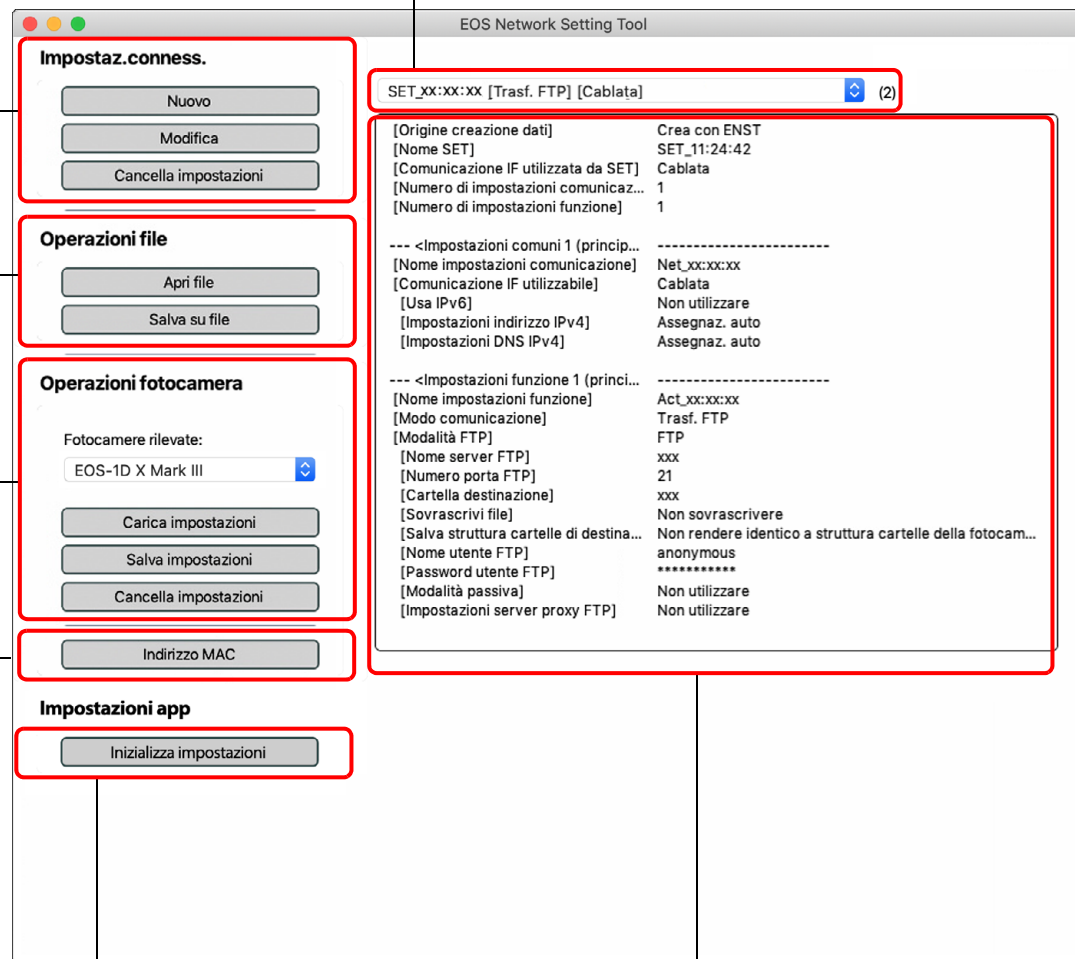 EOS Network Setting Tool
Impostaz.conness.
Nuovo
Modifica
Cancella impostazioni
Operazioni file
Apri file
Salva su file
Operazioni fotocamera
Fotocamere rilevate:
EOS-1D X Mark III
Carica impostazioni
Salva impostazioni
Cancella impostazioni
Indirizzo MAC
Impostazioni app
Inizializza impostazioni
SET_xx:xx:xx [Trasf. FTP] [Cablata] (2)
[Origine creazione dati] Crea con ENST
[Nome SET] SET_11:24:42
[Comunicazione IF utilizzata da SET] Cablata
[Numero di impostazioni comunicaz... 1
[Numero di impostazioni funzione] 1
--- <Impostazioni comuni 1 (princip... ------------------------
[Nome impostazioni comunicazione] Net_xx:xx:xx
[Comunicazione IF utilizzabile] Cablata
[Usa IPv6] Non utilizzare
[Impostazioni indirizzo IPv4] Assegnaz. auto
[Impostazioni DNS IPv4] Assegnaz. auto
--- <Impostazioni funzione 1 (princi... ------------------------
[Nome impostazioni funzione] Act_xx:xx:xx
[Modo comunicazione] Trasf. FTP
[Modalità FTP] FTP
[Nome server FTP] xxx
[Numero porta FTP] 21
[Cartella destinazione] xxx
[Sovrascrivi file] Non sovrascrivere
[Salva struttura cartelle di destina... Non rendere identico a struttura cartelle della fotocam...
[Nome utente FTP] anonymous
[Password utente FTP] ***********
[Modalità passiva] Non utilizzare
[Impostazioni server proxy FTP] Non utilizzare